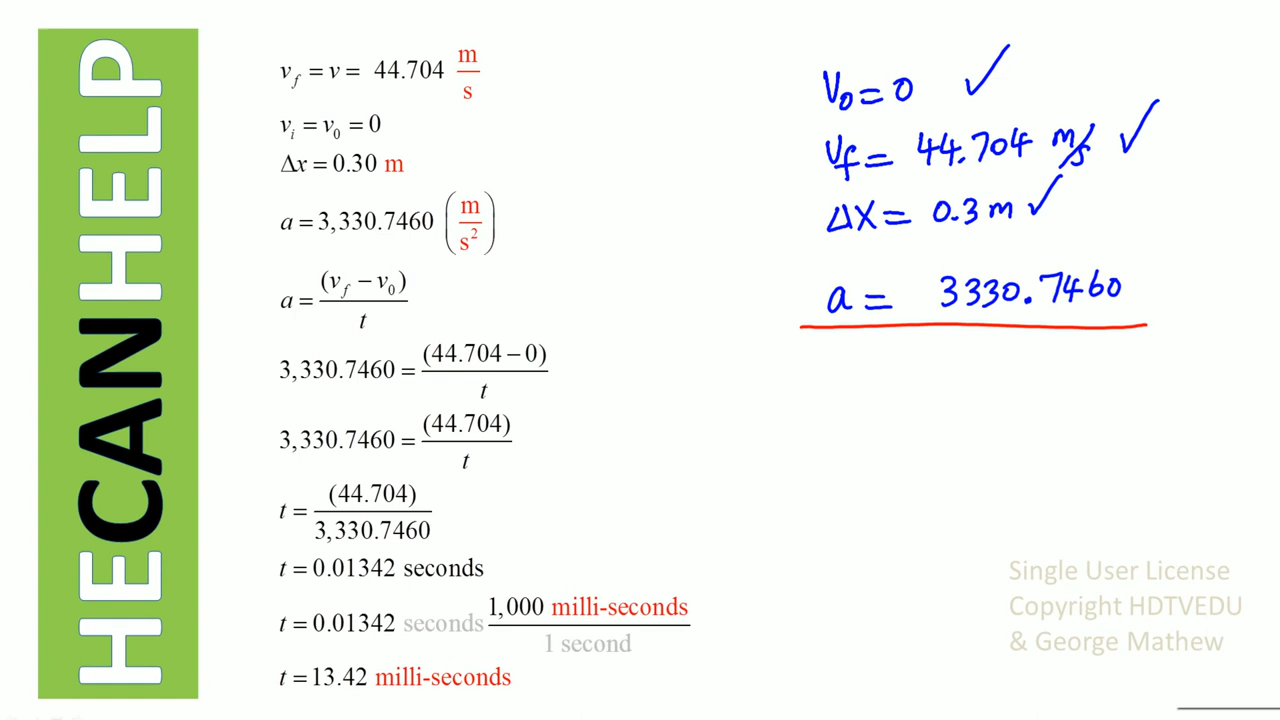 HECANHELP
v_f = v = 44.704 m/s
v_i = v_0 = 0
Δx = 0.30 m
a = 3,330.7460 (m/s²)
a = (v_f − v_0)/t
3,330.7460 = (44.704 − 0)/t
3,330.7460 = (44.704)/t
t = (44.704)/3,330.7460
t = 0.01342 seconds
t = 0.01342 seconds 1,000 milli-seconds/1 second
t = 13.42 milli-seconds
V_0 = 0 ✓
V_f = 44.704 m/s ✓
ΔX = 0.3 m ✓
a = 3330.7460
Single User License
Copyright HDTVEDU
& George Mathew